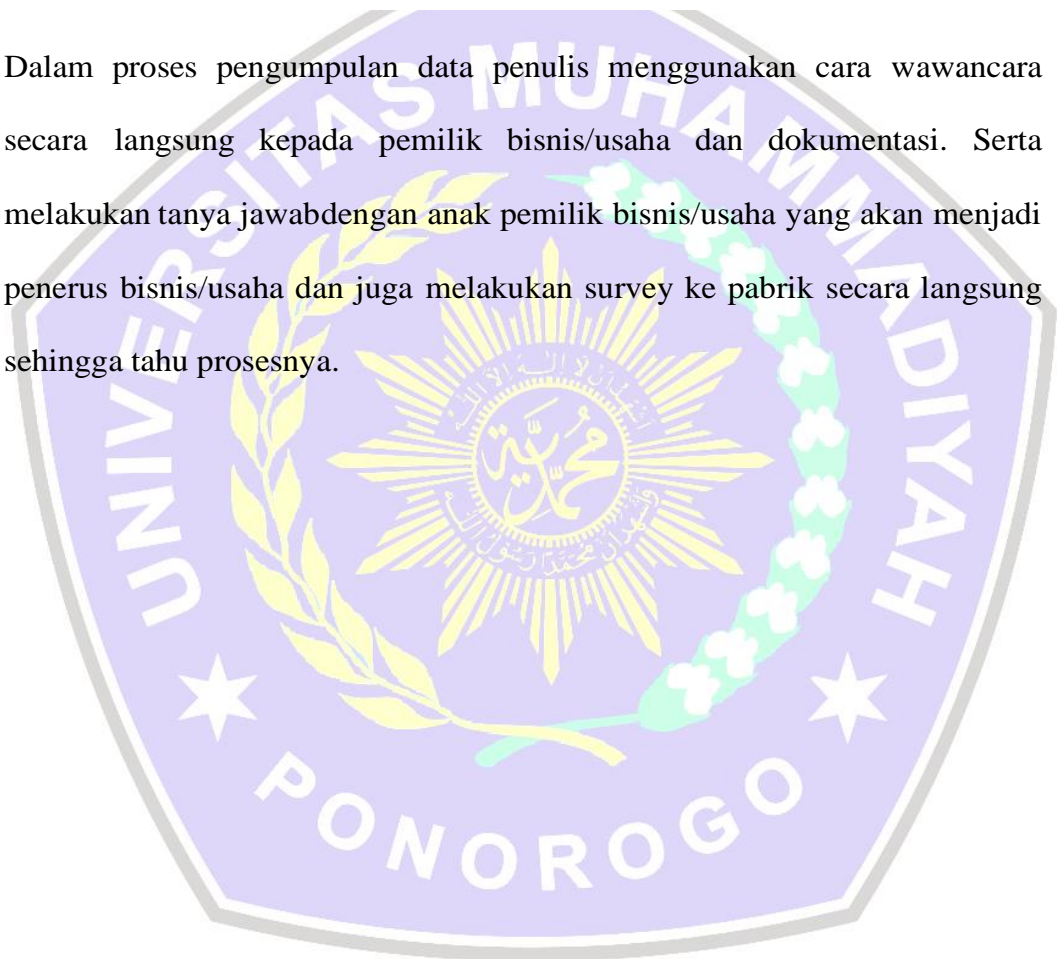 Dalam proses pengumpulan data penulis menggunakan cara wawancara
secara langsung kepada pemilik bisnis/usaha dan dokumentasi. Serta
melakukan tanya jawabdengan anak pemilik bisnis/usaha yang akan menjadi
penerus bisnis/usaha dan juga melakukan survey ke pabrik secara langsung
sehingga tahu prosesnya.
UNIVERSITAS MUHAMMADIYAH
محمدية
PONOROGO